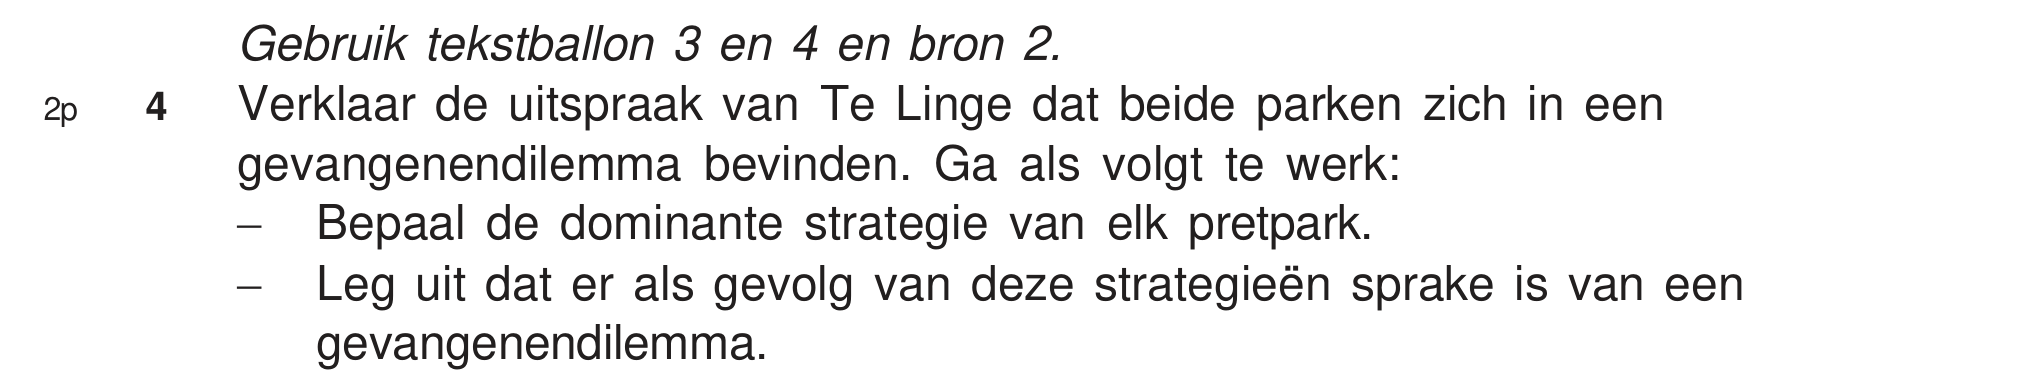 Gebruik tekstballon 3 en 4 en bron 2.
2p 4 Verklaar de uitspraak van Te Linge dat beide parken zich in een
gevangenendilemma bevinden. Ga als volgt te werk:
– Bepaal de dominante strategie van elk pretpark.
– Leg uit dat er als gevolg van deze strategieën sprake is van een
gevangenendilemma.